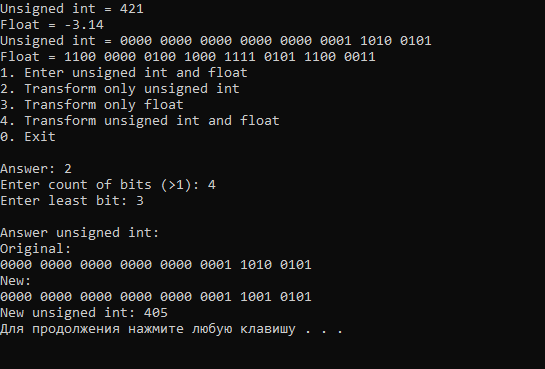 Unsigned int = 421
Float = -3.14
Unsigned int = 0000 0000 0000 0000 0000 0001 1010 0101
Float = 1100 0000 0100 1000 1111 0101 1100 0011
1. Enter unsigned int and float
2. Transform only unsigned int
3. Transform only float
4. Transform unsigned int and float
0. Exit
Answer: 2
Enter count of bits (>1): 4
Enter least bit: 3
Answer unsigned int:
Original:
0000 0000 0000 0000 0000 0001 1010 0101
New:
0000 0000 0000 0000 0000 0001 1001 0101
New unsigned int: 405
Для продолжения нажмите любую клавишу . . .